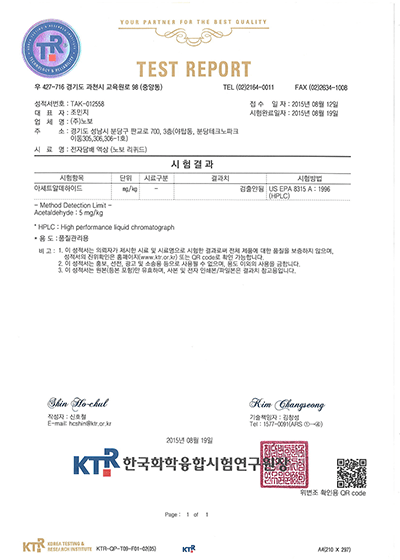 YOUR PARTNER FOR THE BEST QUALITY
KTR
TEST REPORT
우 427-716 경기도 과천시 교육원로 98 (중앙동) TEL (02)2164-0011 FAX (02)2634-1008
성적서번호 : TAK-012558 접 수 일 : 2015년 08월 12일
대 표 자 : 조인지 시험완료일자 : 2015년 08월 19일
업 체 명 : (주)노보
주 소 : 경기도 성남시 분당구 판교로 700, 3층(야탑동, 분당테크노파크
이동305,306,306-1호)
시 료 명 : 전자담배 액상 (노보 리퀴드)
시 험 결 과
시험항목 단위 시료구분 결과치 시험방법
아세트알데하이드 mg/kg – 검출안됨 US EPA 8315 A : 1996
(HPLC)
- Method Detection Limit -
Acetaldehyde : 5 mg/kg
* HPLC : High performance liquid chromatograph
• 용 도 : 품질관리용
비 고 : 1. 이 성적서는 의뢰자가 제시한 시료 및 시료명으로 시험한 결과로써 전체 제품에 대한 품질을 보증하지 않으며,
성적서의 진위확인은 홈페이지(www.ktr.or.kr) 또는 QR code로 확인 가능합니다.
2. 이 성적서는 홍보, 선전, 광고 및 소송용 등으로 사용될 수 없으며, 용도 이외의 사용을 금합니다.
3. 이 성적서는 원본(증본 포함)만 유효하며, 사본 및 전자 인쇄본/파일본은 결과치 참고용입니다.
Shin Ho-chul Kim Changseong
작성자 : 신호철 기술책임자 : 김창성
E-mail: hcshin@ktr.or.kr Tel : 1577-0091(ARS ①→④)
2015년 08월 19일
KTR 한국화학융합시험연구원장
위변조 확인용 QR code
Page : 1 of 1
KTR KOREA TESTING &
RESEARCH INSTITUTE KTR-QP-T09-F01-02(05) KTR A4(210 X 297)